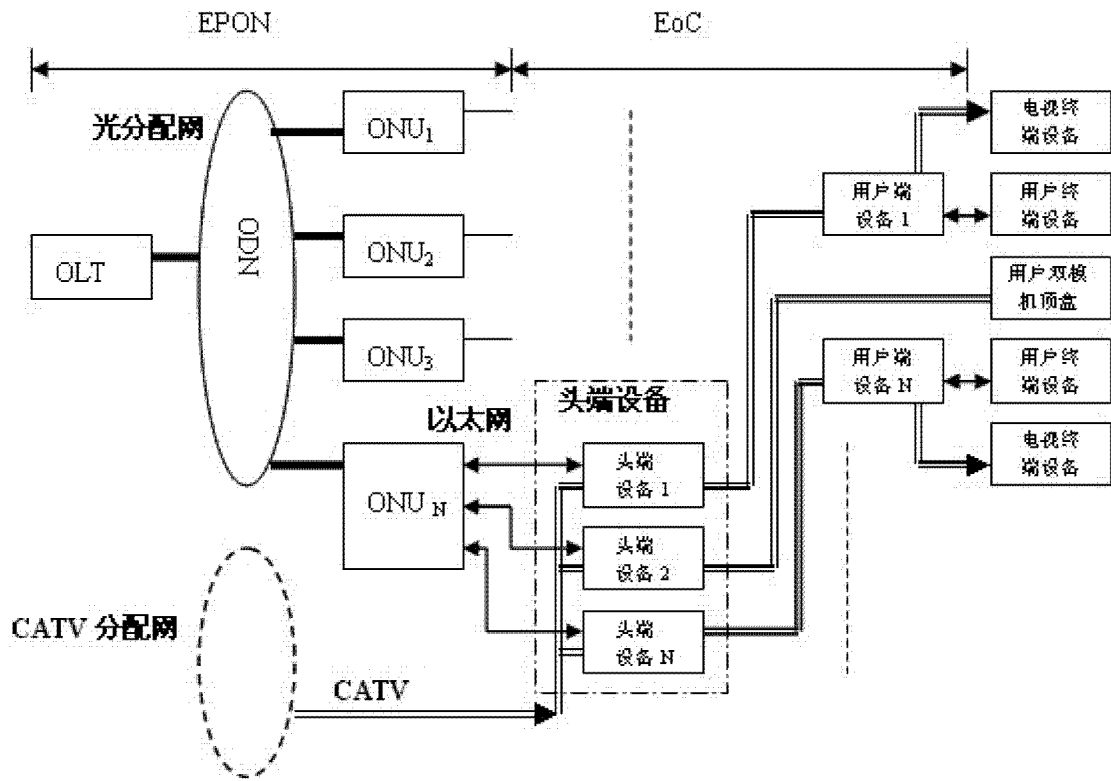 EPON
EoC
光分配网
ONU₁
电视终
端设备
用户端
设备 1
用户终
端设备
ODN
ONU₂
OLT
用户双模
机顶盒
ONU₃
用户端
设备 N
用户终
端设备
头端设备
以太网
电视终
端设备
头端
设备 1
ONU N
头端
设备 2
CATV 分配网
头端
设备 N
CATV